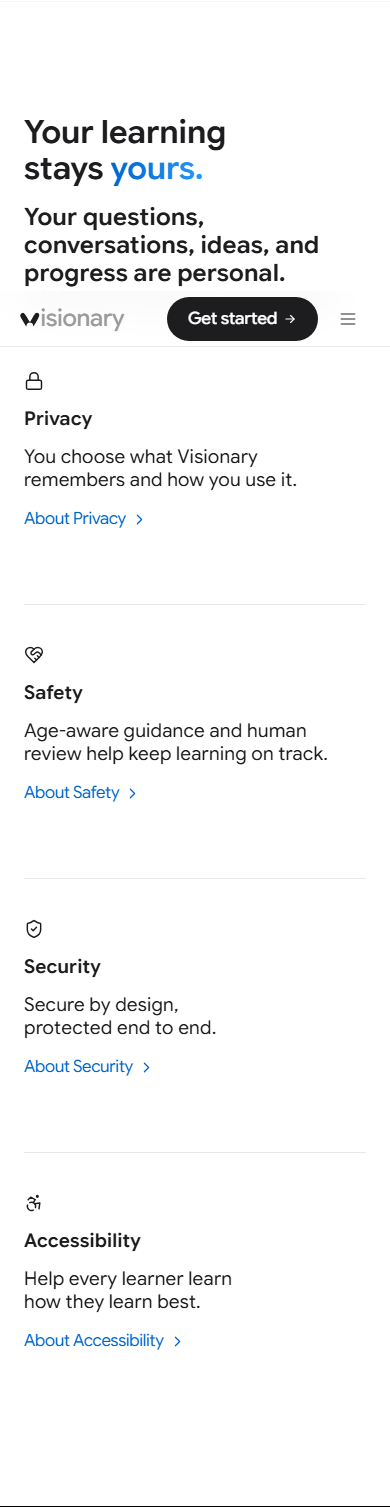 Your learning
stays yours.
Your questions,
conversations, ideas, and
progress are personal.
Visionary
Get started →
Privacy
You choose what Visionary
remembers and how you use it.
About Privacy >
Safety
Age-aware guidance and human
review help keep learning on track.
About Safety >
Security
Secure by design,
protected end to end.
About Security >
Accessibility
Help every learner learn
how they learn best.
About Accessibility >